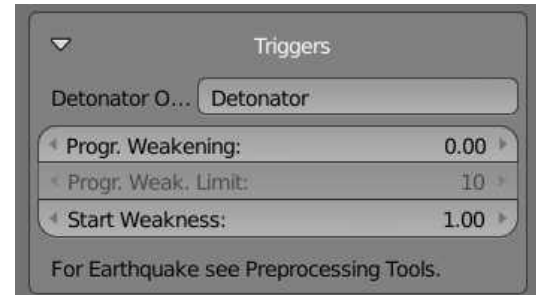 Triggers
Detonator O... Detonator
Progr. Weakening: 0.00
Progr. Weak. Limit: 10
Start Weakness: 1.00
For Earthquake see Preprocessing Tools.